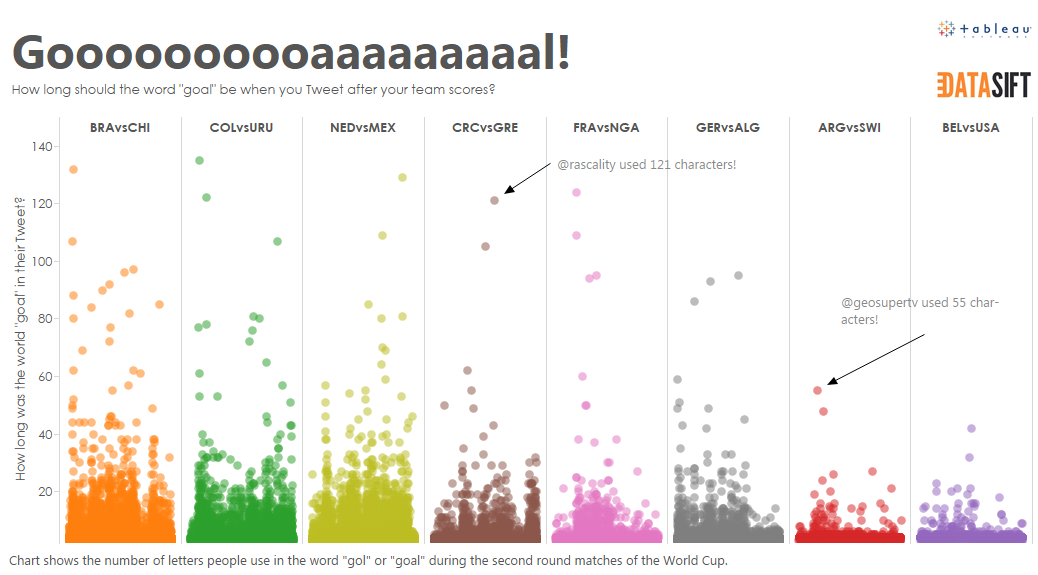 Goooooooooaaaaaaaaal!
+ableau
DATASIFT
How long should the word "goal" be when you Tweet after your team scores?
BRAvsCHI COLvsURU NEDvsMEX CRCvsGRE FRAvsNGA GERvsALG ARGvsSWI BELvsUSA
How long was the world "goal" in their Tweet?
140
120
100
80
60
40
20
@rascality used 121 characters!
@geosupertv used 55 char-
acters!
Chart shows the number of letters people use in the word "gol" or "goal" during the second round matches of the World Cup.